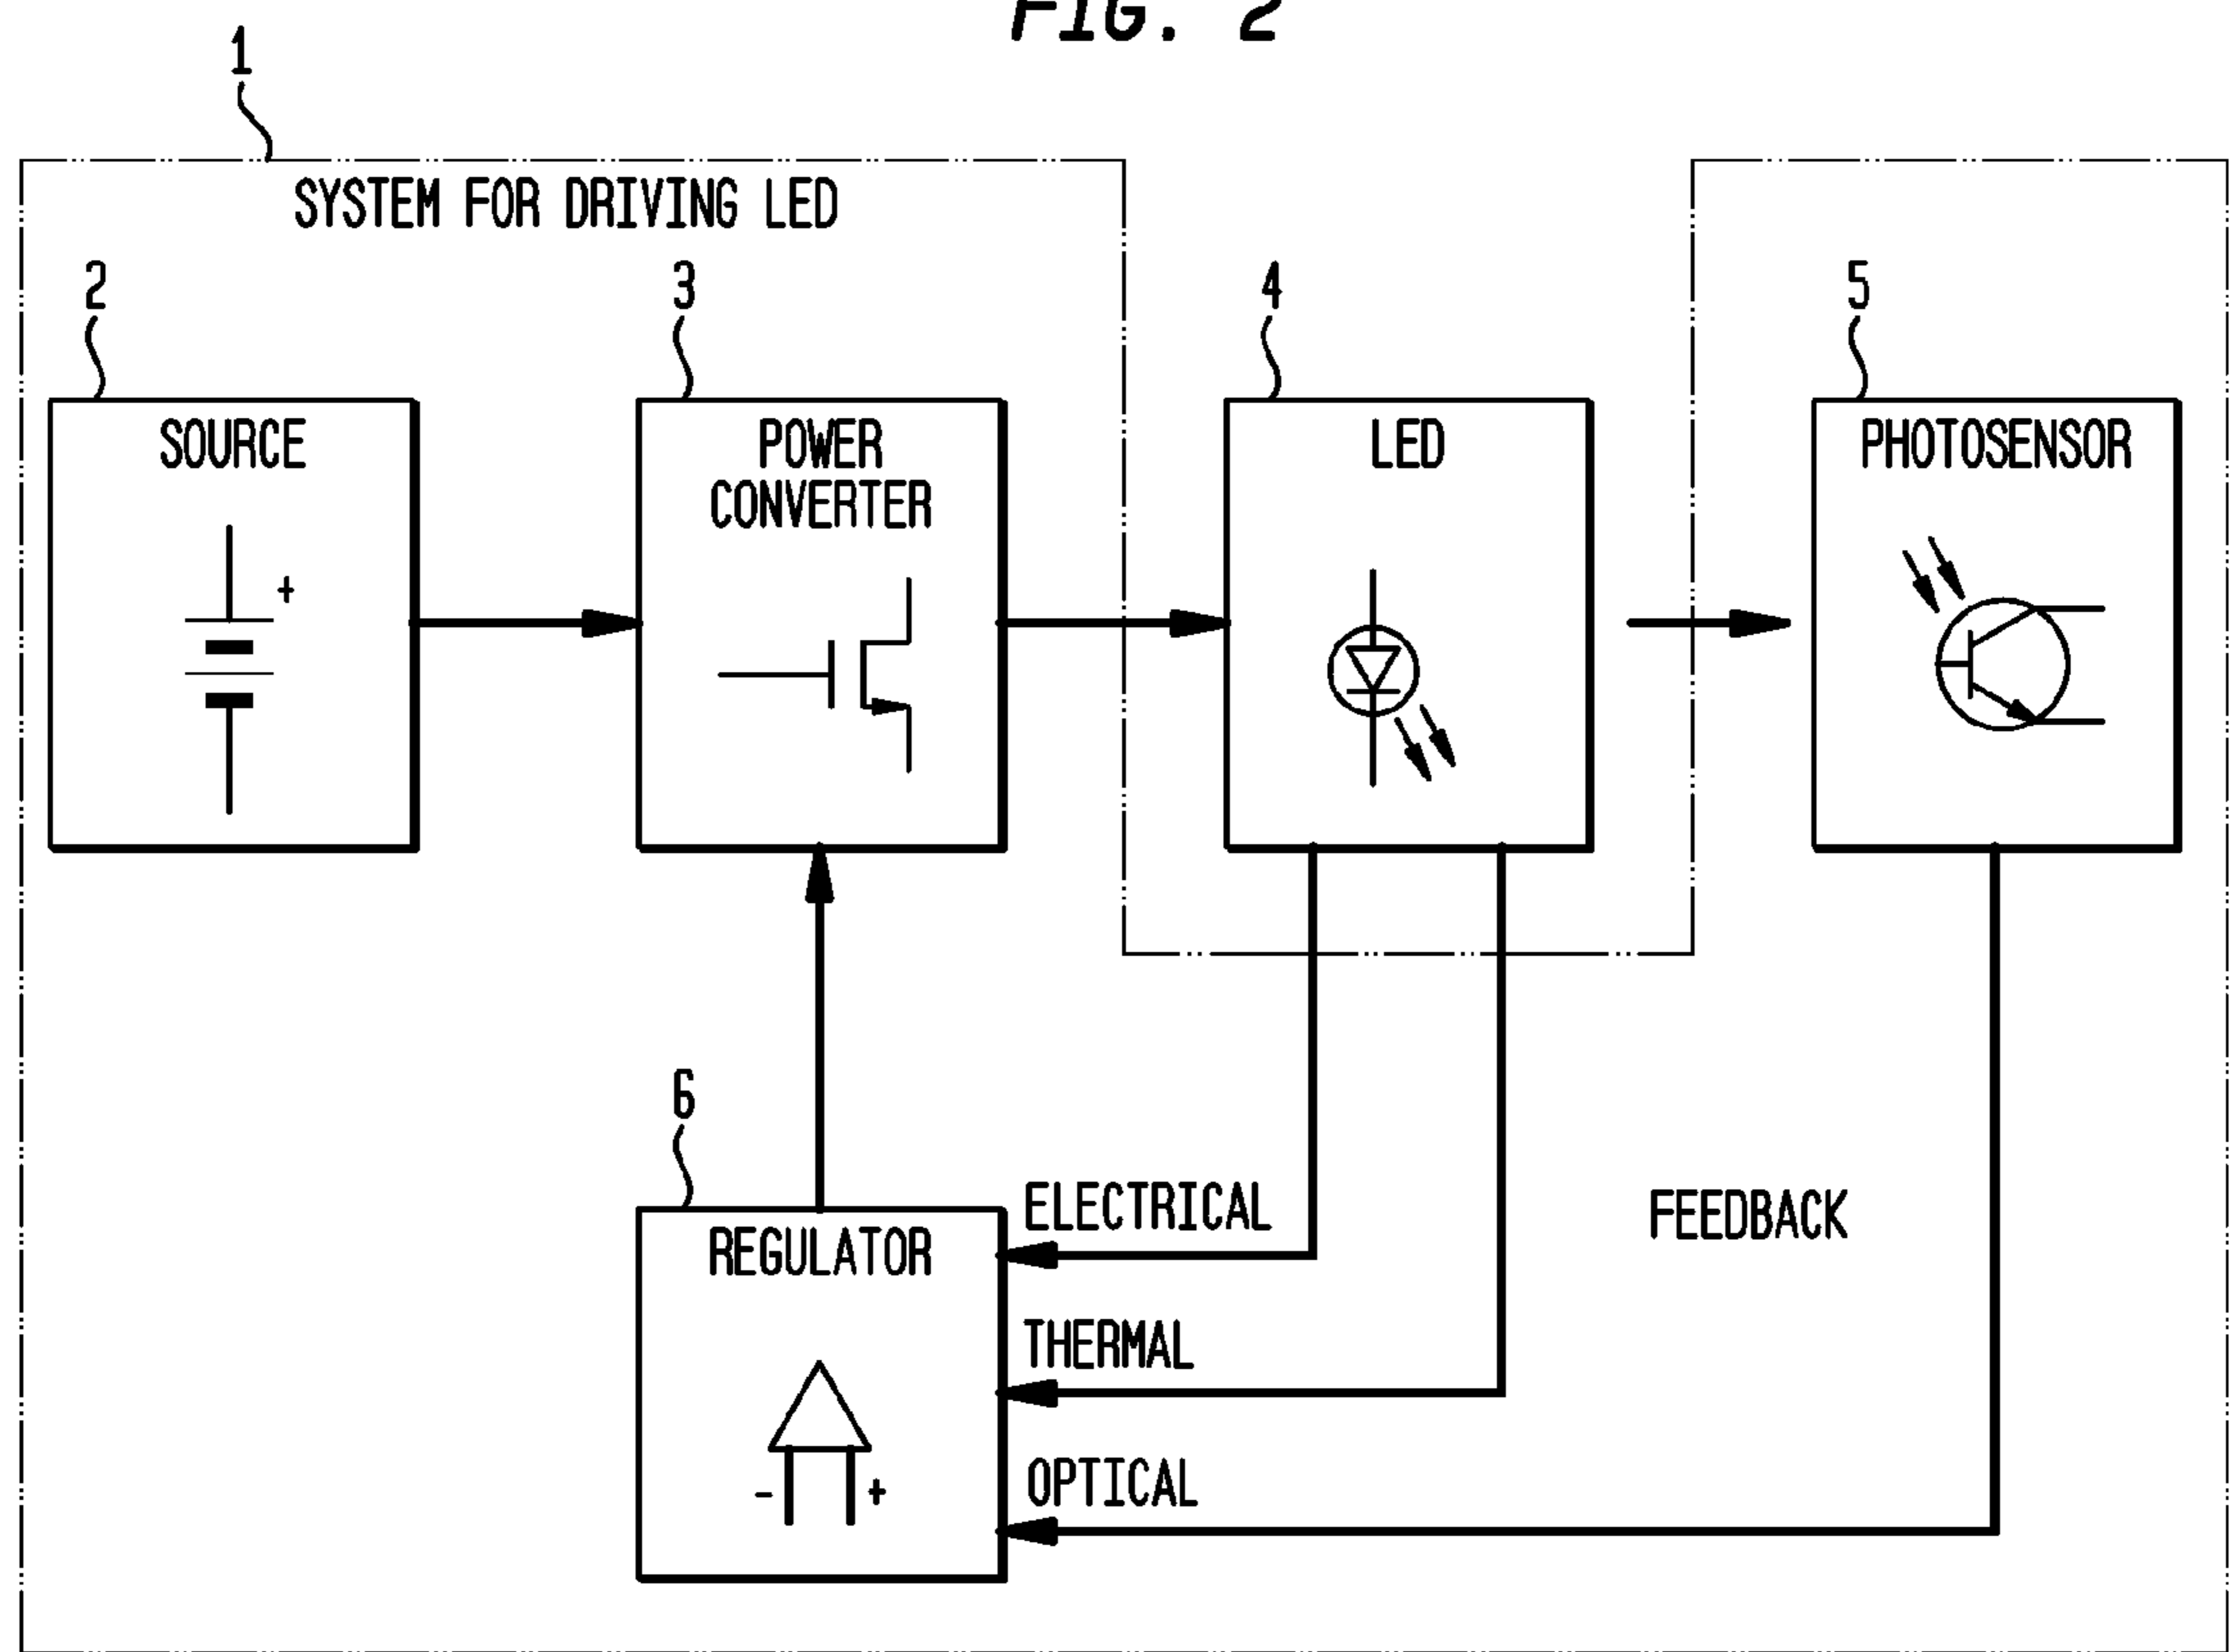 FIG. 2
1
SYSTEM FOR DRIVING LED
2
3
4
5
SOURCE
+
POWER
CONVERTER
LED
PHOTOSENSOR
6
REGULATOR
- +
ELECTRICAL
THERMAL
OPTICAL
FEEDBACK